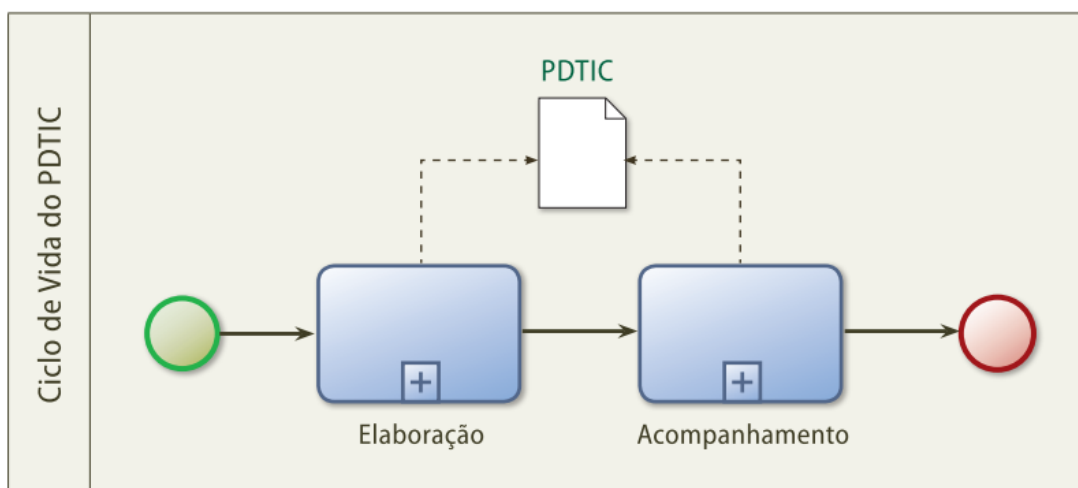 Ciclo de Vida do PDTIC
PDTIC
Elaboração
Acompanhamento